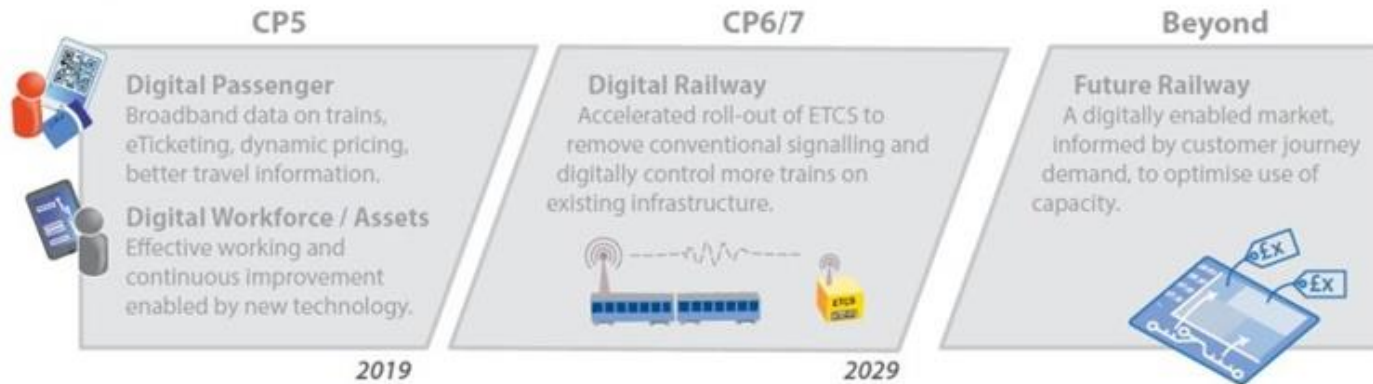 CP5
Digital Passenger
Broadband data on trains,
eTicketing, dynamic pricing,
better travel information.
Digital Workforce / Assets
Effective working and
continuous improvement
enabled by new technology.
2019
CP6/7
Digital Railway
Accelerated roll-out of ETCS to
remove conventional signalling and
digitally control more trains on
existing infrastructure.
ETCS
2029
Beyond
Future Railway
A digitally enabled market,
informed by customer journey
demand, to optimise use of
capacity.
£x
£x